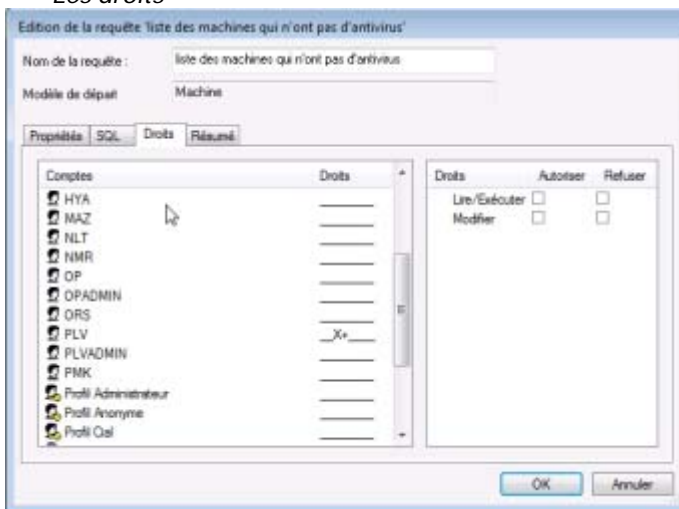 Les droits
Edition de la requête 'liste des machines qui n'ont pas d'antivirus'
Nom de la requête : liste des machines qui n'ont pas d'antivirus
Modèle de départ Machine
Propriétés SQL Droits Résumé
Comptes Droits Droits Autoriser Refuser
HYA Lire/Exécuter
MAZ Modifier
NLT
NMR
OP
OPADMIN
ORS
PLV __X+____
PLVADMIN
PMK
Profil Administrateur
Profil Anonyme
Profil Cial
OK Annuler